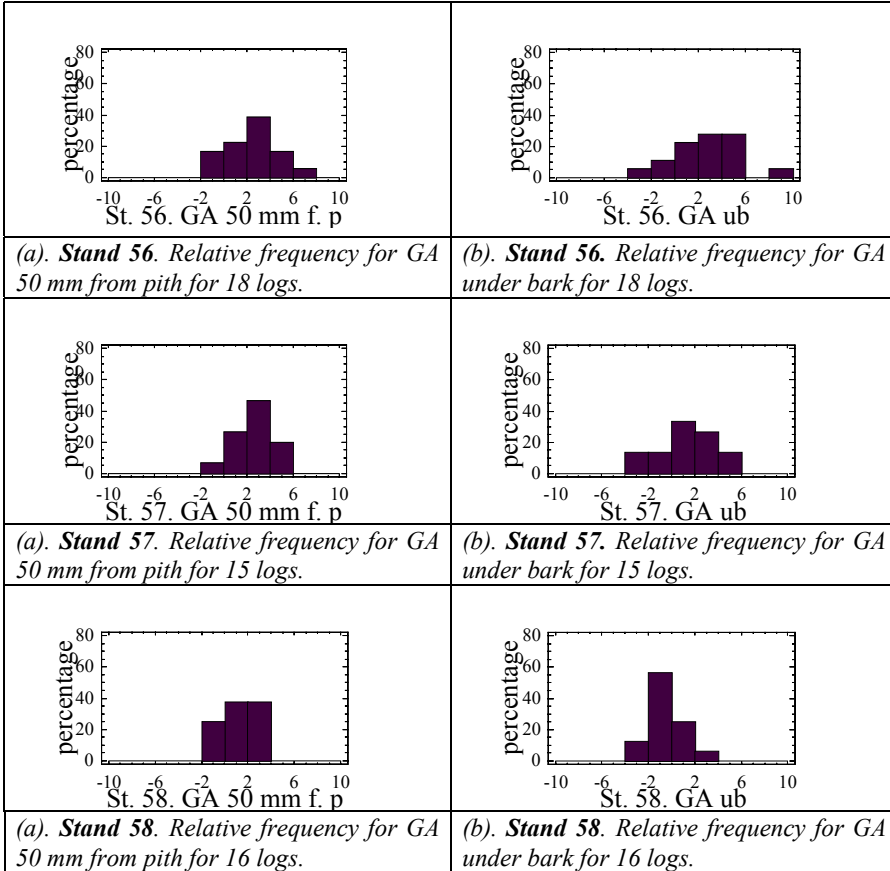 percentage
80
60
40
20
0
-10 -6 -2 2 6 10
St. 56. GA 50 mm f. p
percentage
80
60
40
20
0
-10 -6 -2 2 6 10
St. 56. GA ub
(a). Stand 56. Relative frequency for GA
50 mm from pith for 18 logs.
(b). Stand 56. Relative frequency for GA
under bark for 18 logs.
percentage
80
60
40
20
0
-10 -6 -2 2 6 10
St. 57. GA 50 mm f. p
percentage
80
60
40
20
0
-10 -6 -2 2 6 10
St. 57. GA ub
(a). Stand 57. Relative frequency for GA
50 mm from pith for 15 logs.
(b). Stand 57. Relative frequency for GA
under bark for 15 logs.
percentage
80
60
40
20
0
-10 -6 -2 2 6 10
St. 58. GA 50 mm f. p
percentage
80
60
40
20
0
-10 -6 -2 2 6 10
St. 58. GA ub
(a). Stand 58. Relative frequency for GA
50 mm from pith for 16 logs.
(b). Stand 58. Relative frequency for GA
under bark for 16 logs.